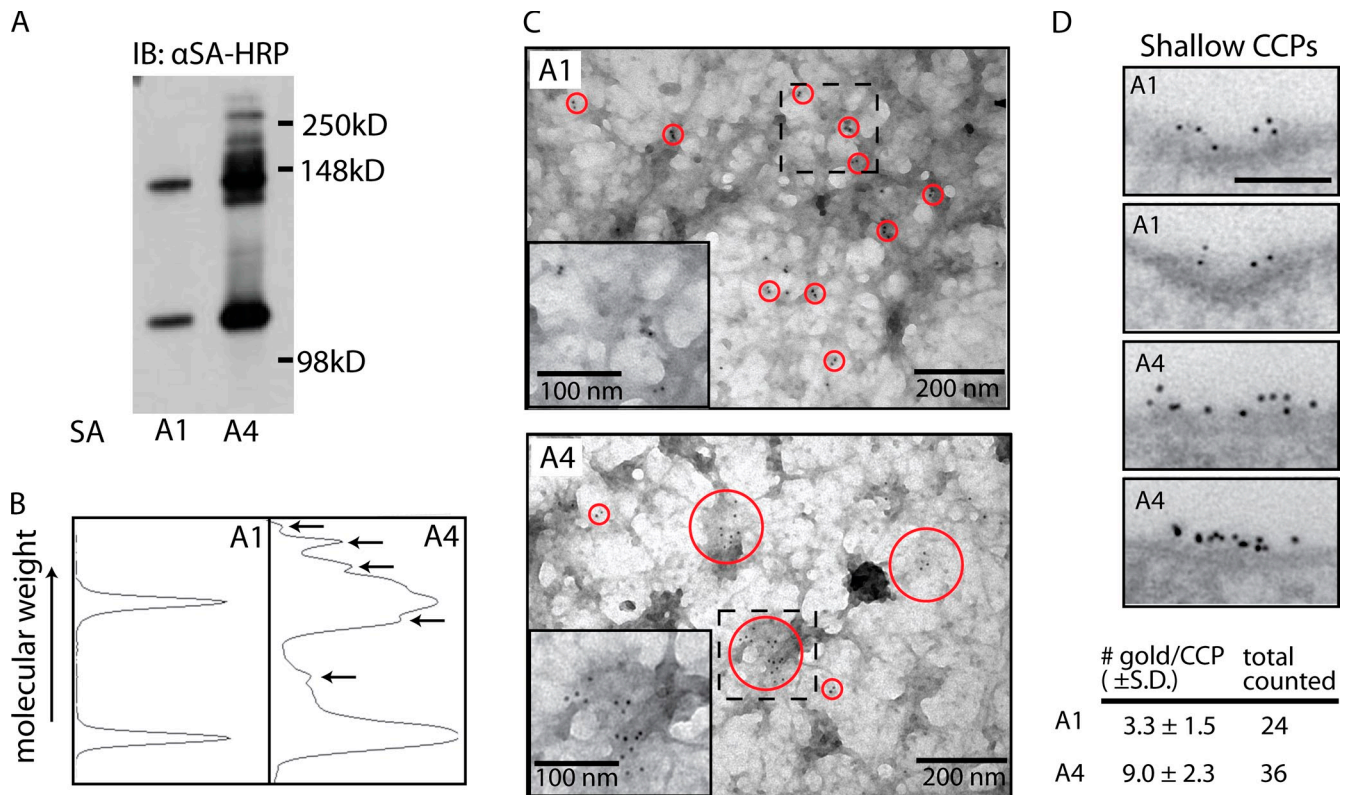 A
IB: αSA-HRP
250kD
148kD
98kD
SA A1 A4
B
molecular weight
A1
A4
C
A1
100 nm
200 nm
A4
100 nm
200 nm
D
Shallow CCPs
A1
A1
A4
A4
# gold/CCP total
( ±S.D.) counted
A1 3.3 ± 1.5 24
A4 9.0 ± 2.3 36